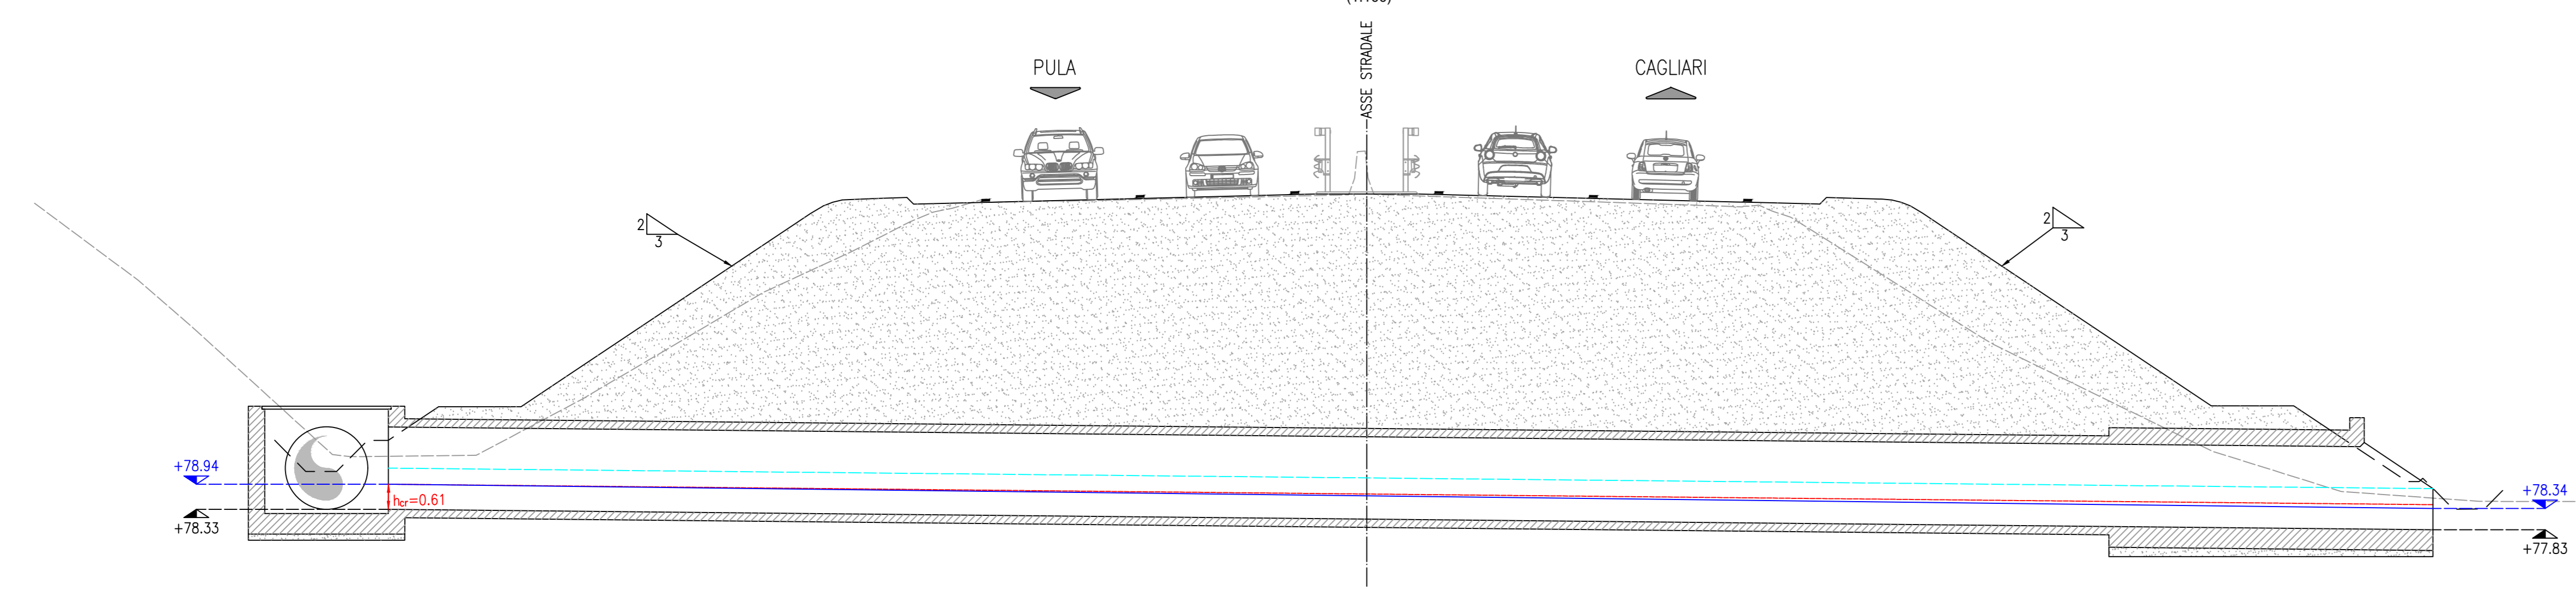 ASSE STRADALE
PULA
CAGLIARI
2
3
2
3
+78.94
hcr=0.61
+78.33
+78.34
+77.83